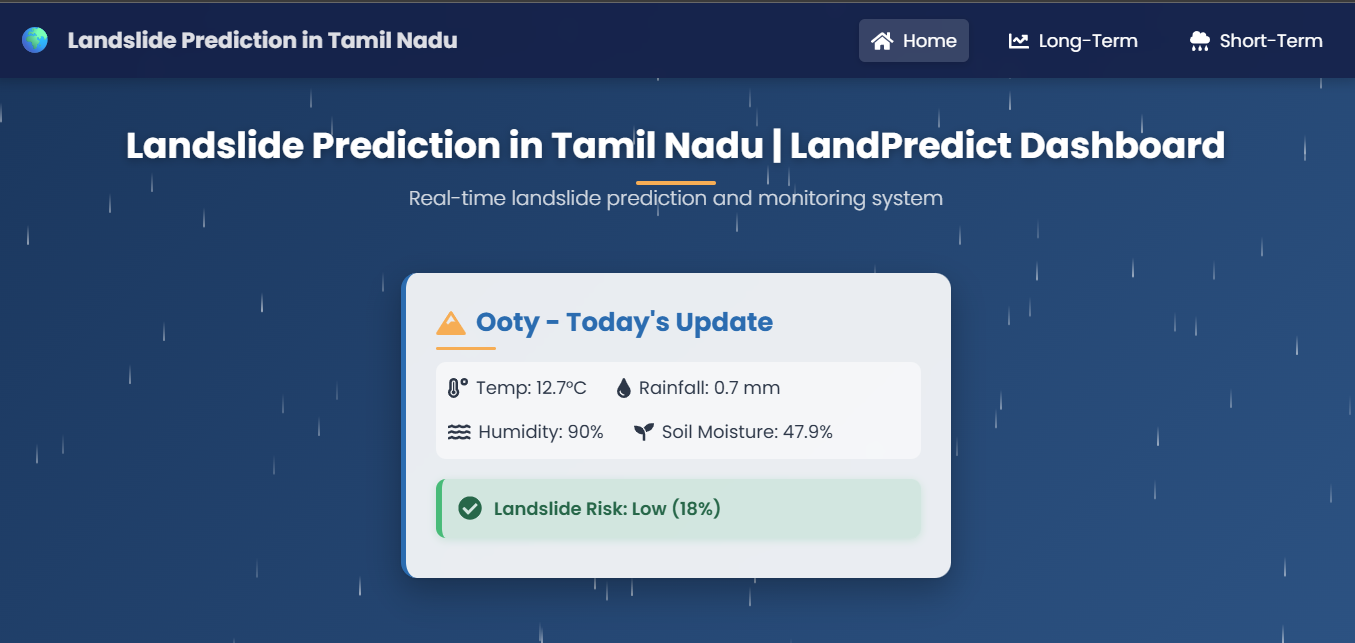 Landslide Prediction in Tamil Nadu
Home
Long-Term
Short-Term
Landslide Prediction in Tamil Nadu | LandPredict Dashboard
Real-time landslide prediction and monitoring system
Ooty - Today's Update
Temp: 12.7°C Rainfall: 0.7 mm
Humidity: 90% Soil Moisture: 47.9%
Landslide Risk: Low (18%)